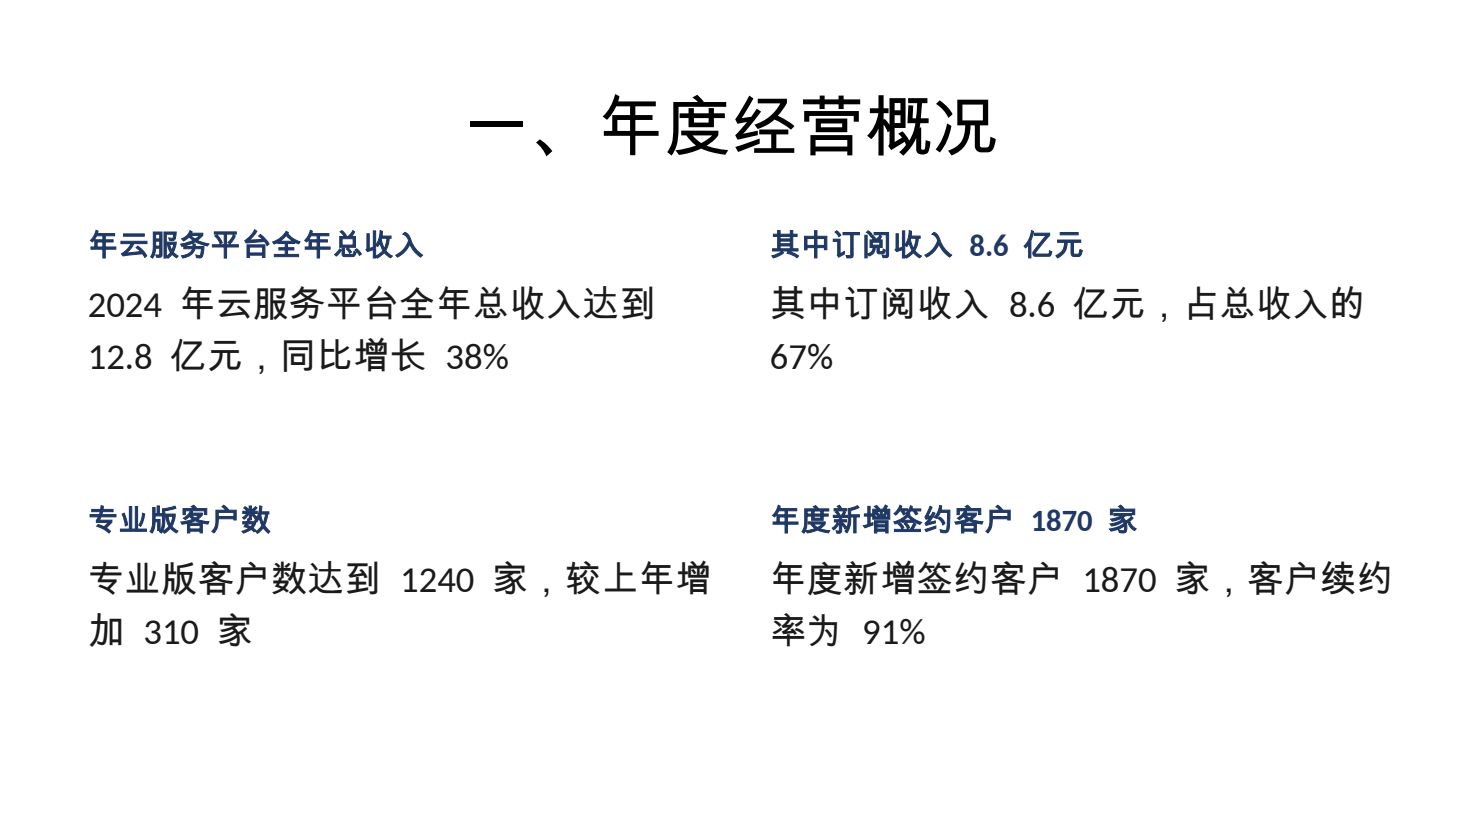 一、年度经营概况
年云服务平台全年总收入
2024 年云服务平台全年总收入达到
12.8 亿元，同比增长 38%
其中订阅收入 8.6 亿元
其中订阅收入 8.6 亿元，占总收入的
67%
专业版客户数
专业版客户数达到 1240 家，较上年增
加 310 家
年度新增签约客户 1870 家
年度新增签约客户 1870 家，客户续约
率为 91%